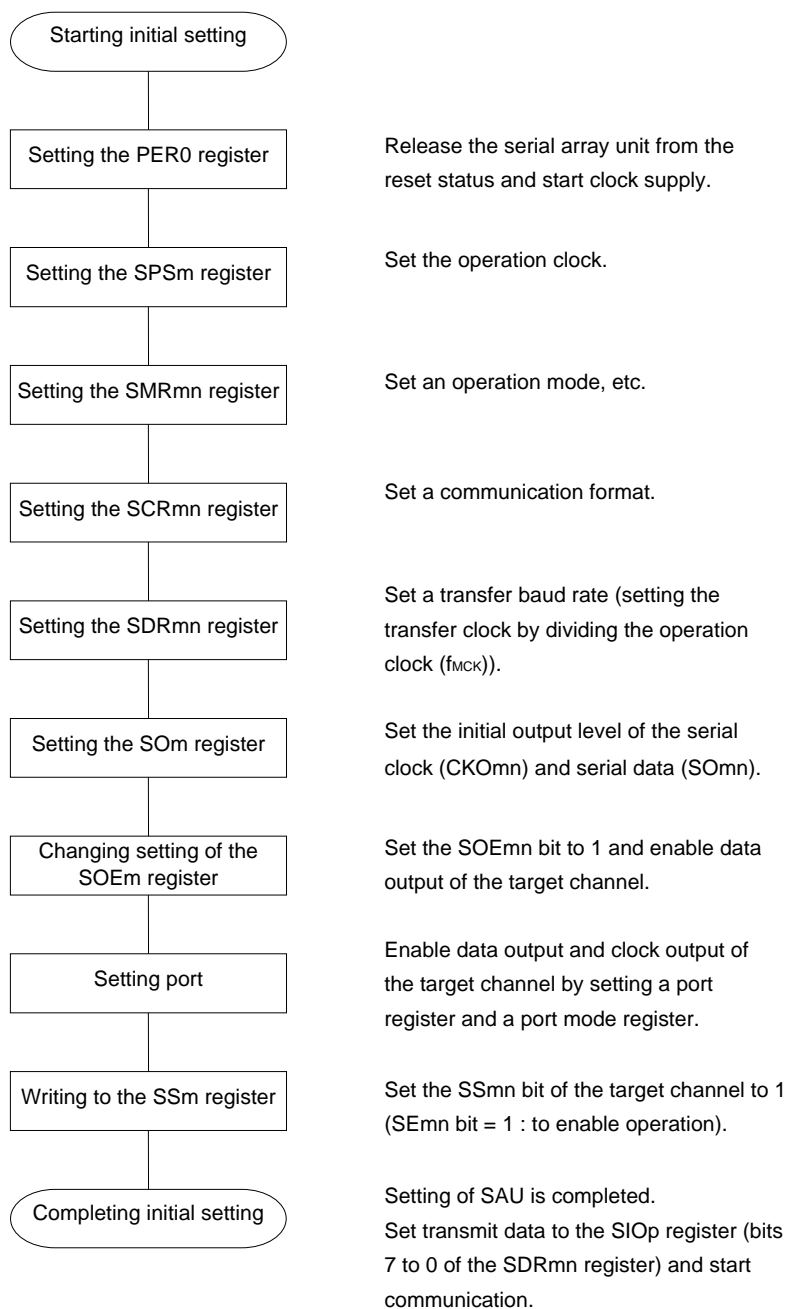 Starting initial setting
Setting the PER0 register
Release the serial array unit from the
reset status and start clock supply.
Setting the SPSm register
Set the operation clock.
Setting the SMRmn register
Set an operation mode, etc.
Setting the SCRmn register
Set a communication format.
Setting the SDRmn register
Set a transfer baud rate (setting the
transfer clock by dividing the operation
clock (fMCK)).
Setting the SOm register
Set the initial output level of the serial
clock (CKOmn) and serial data (SOmn).
Changing setting of the
SOEm register
Set the SOEmn bit to 1 and enable data
output of the target channel.
Setting port
Enable data output and clock output of
the target channel by setting a port
register and a port mode register.
Writing to the SSm register
Set the SSmn bit of the target channel to 1
(SEmn bit = 1 : to enable operation).
Completing initial setting
Setting of SAU is completed.
Set transmit data to the SIOp register (bits
7 to 0 of the SDRmn register) and start
communication.